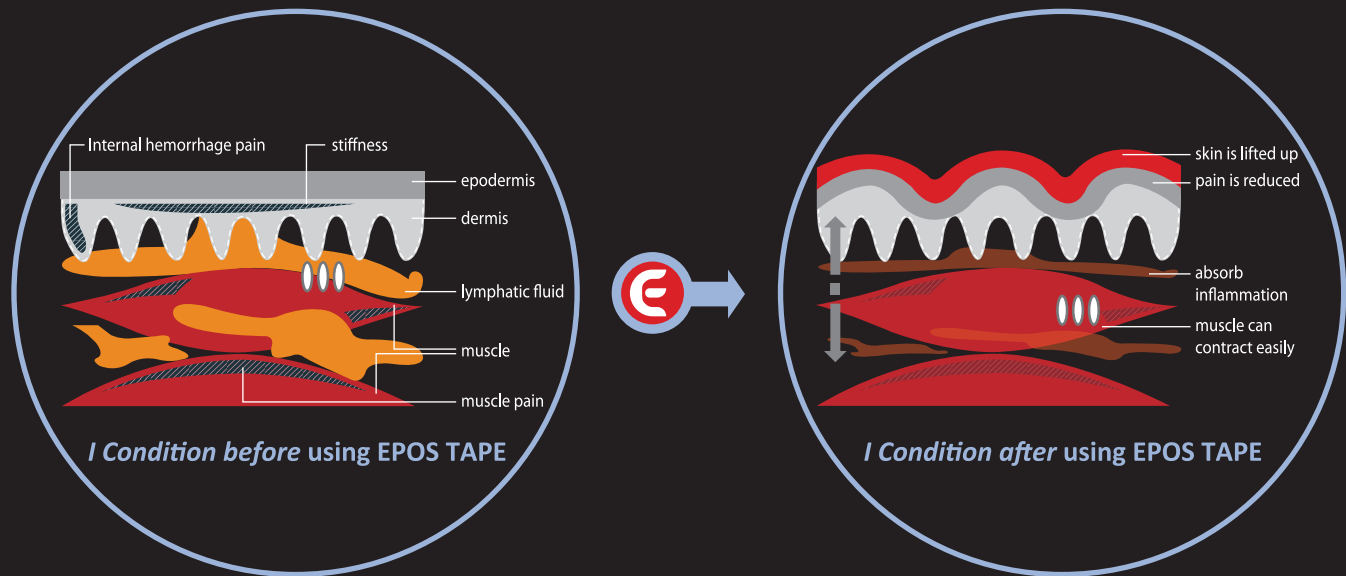 Internal hemorrhage pain
stiffness
epodermis
dermis
lymphatic fluid
muscle
muscle pain
I Condition before using EPOS TAPE
E
skin is lifted up
pain is reduced
absorb
inflammation
muscle can
contract easily
I Condition after using EPOS TAPE